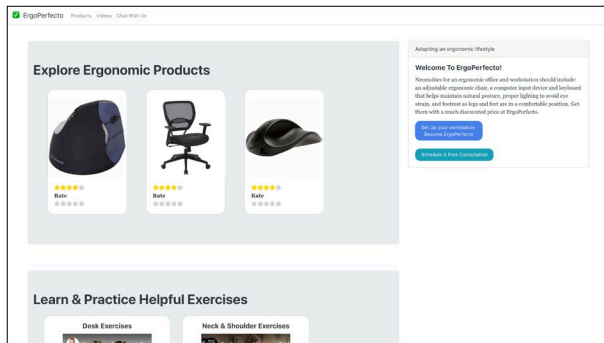 ErgoPerfecto Products Videos Chat With Us
Explore Ergonomic Products
Rate
Rate
Rate
Adapting an ergonomic lifestyle
Welcome To ErgoPerfecto!
Necessities for an ergonomic office and workstation should include:
an adjustable ergonomic chair, a computer input device and keyboard
that helps maintain natural posture, proper lighting to avoid eye
strain, and footrest so legs and feet are in a comfortable position. Get
them with a much discounted price at ErgoPerfecto.
Set Up your workstation
Become ErgoPerfecto
Schedule A Free Consultation
Learn & Practice Helpful Exercises
Desk Exercises
Neck & Shoulder Exercises